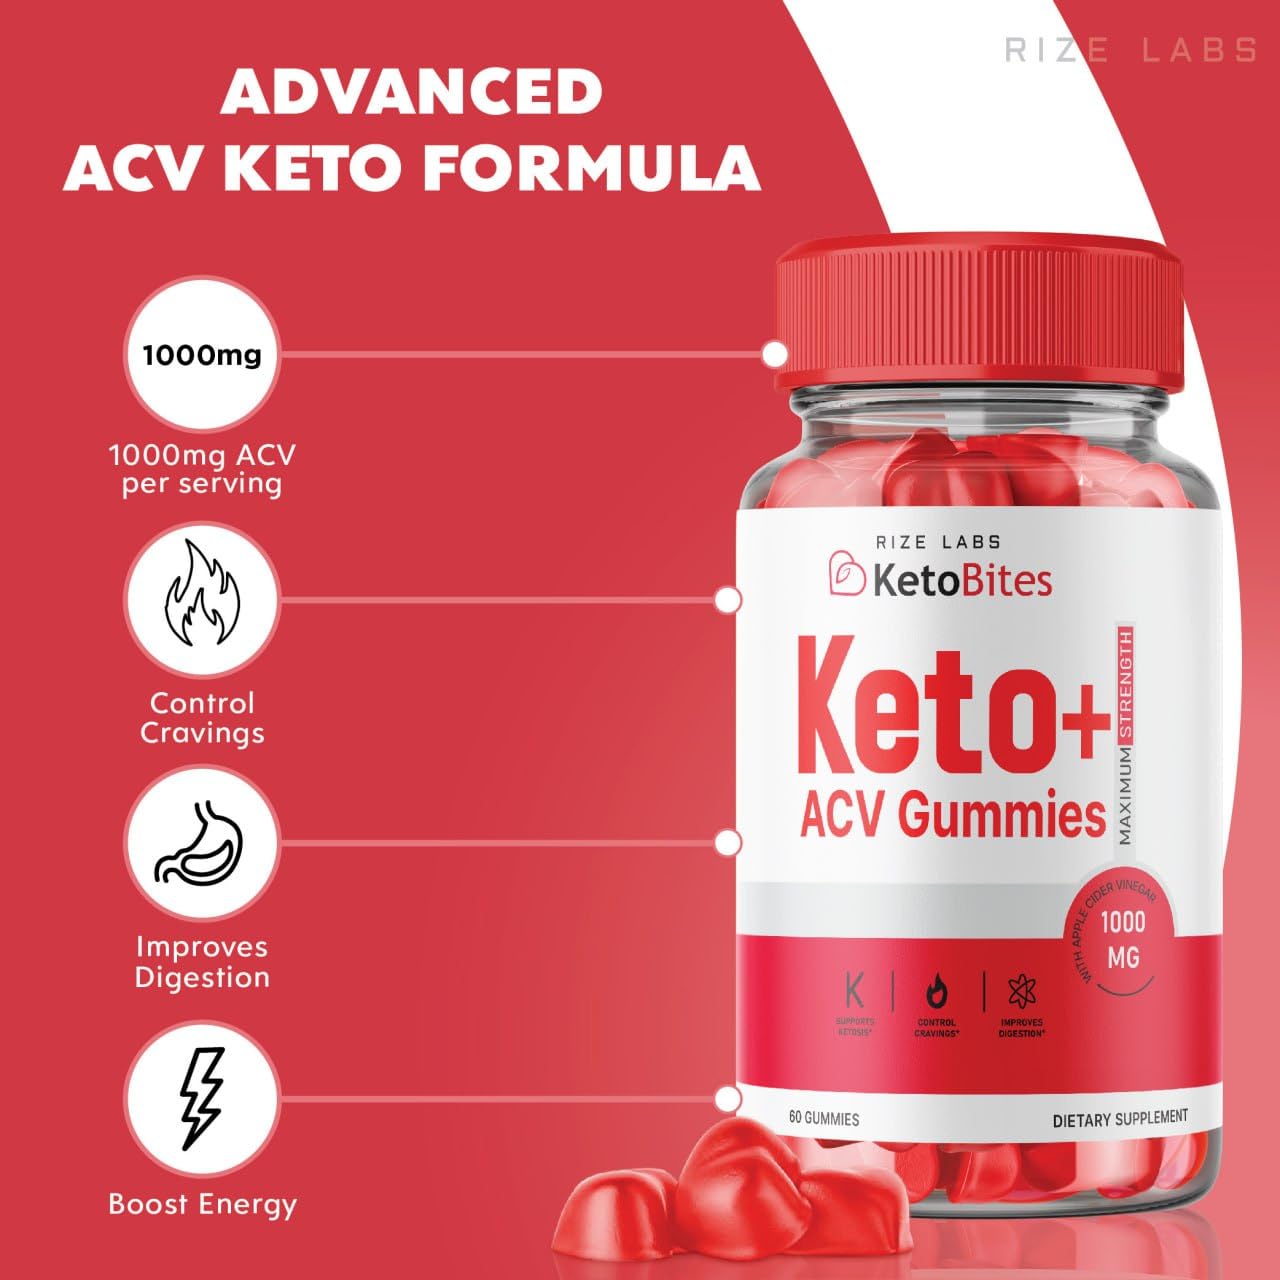 RIZE LABS
ADVANCED
ACV KETO FORMULA
1000mg
1000mg ACV
per serving
Control
Cravings
Improves
Digestion
Boost Energy
RIZE LABS
KetoBites
Keto+
ACV Gummies
MAXIMUM STRENGTH
WITH APPLE CIDER VINEGAR
1000
MG
K
SUPPORTS
KETOSIS*
CONTROL
CRAVINGS*
IMPROVES
DIGESTION*
60 GUMMIES
DIETARY SUPPLEMENT